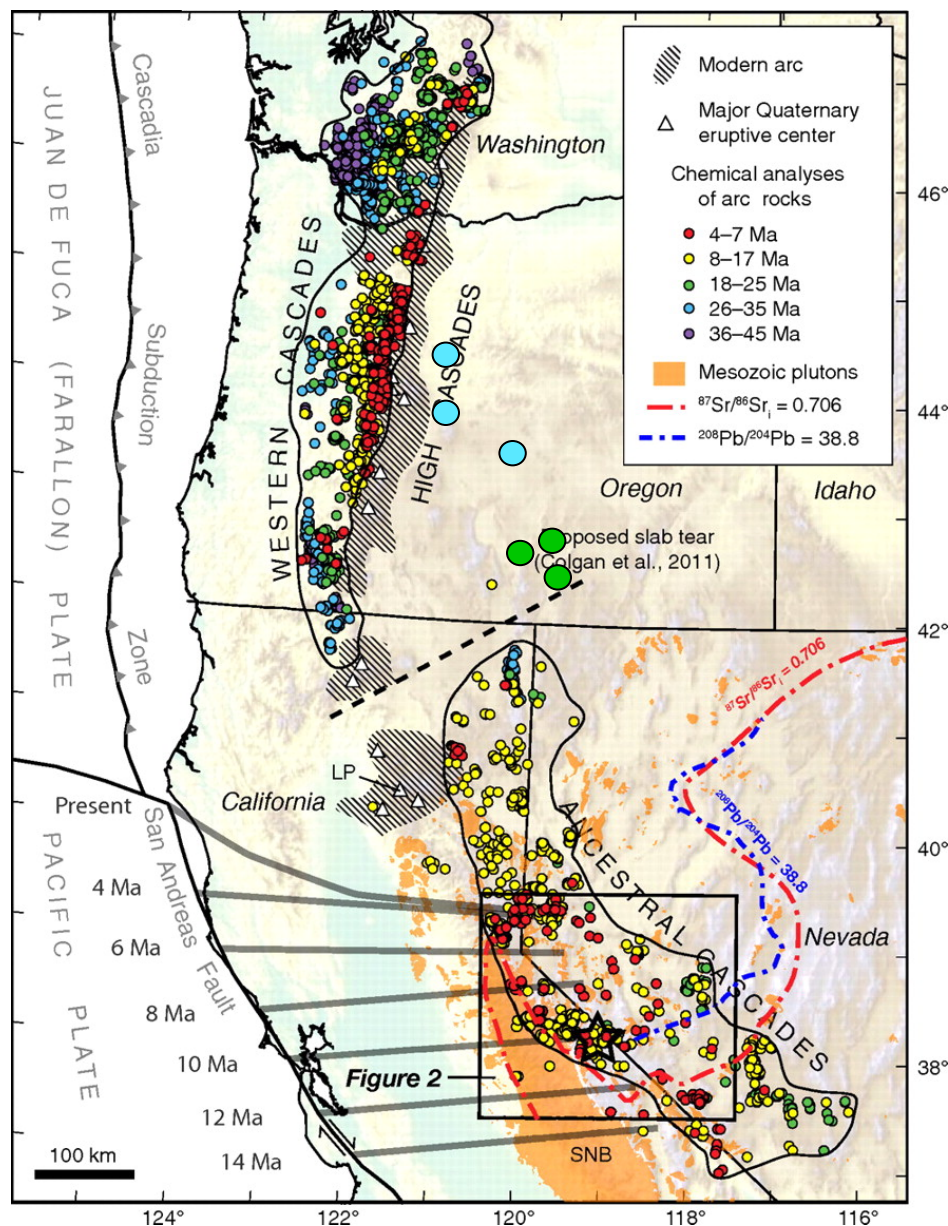 Modern arc
Major Quaternary
eruptive center
Chemical analyses
of arc rocks
4–7 Ma
8–17 Ma
18–25 Ma
26–35 Ma
36–45 Ma
Mesozoic plutons
87Sr/86Sri = 0.706
208Pb/204Pb = 38.8
JUAN DE FUCA (FARALLON) PLATE
Cascadia
Subduction
Zone
Washington
46°
WESTERN CASCADES
HIGH
44°
Oregon
Idaho
oposed slab tear
(Colgan et al., 2011)
42°
87Sr/86Sri = 0.706
LP
California
208Pb/204Pb = 38.8
Present
San Andreas Fault
PACIFIC PLATE
40°
4 Ma
ANCESTRAL CASCADES
6 Ma
Nevada
8 Ma
10 Ma
38°
Figure 2
12 Ma
14 Ma
SNB
100 km
124°
122°
120°
118°
116°